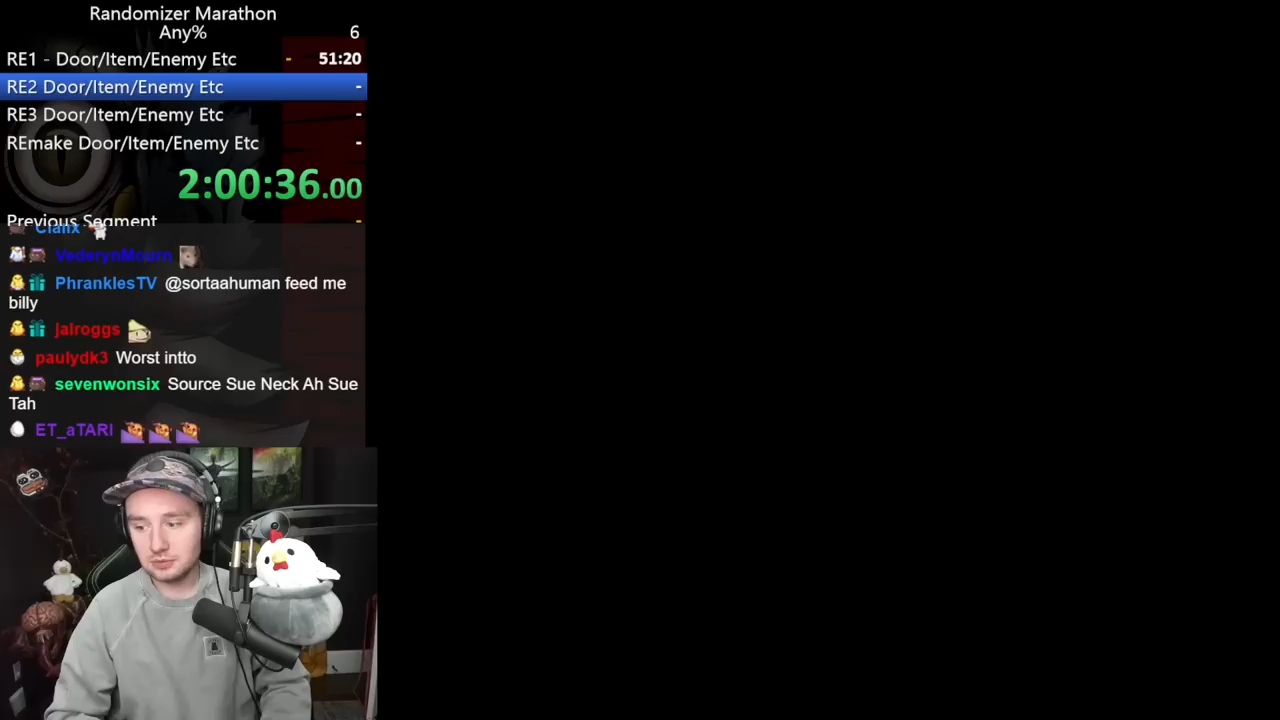 Randomizer Marathon
Any% 6
RE1 - Door/Item/Enemy Etc - 51:20
RE2 Door/Item/Enemy Etc -
RE3 Door/Item/Enemy Etc -
REmake Door/Item/Enemy Etc -
2:00:36.00
Previous Segment -
Clalix
VederynMourn
PhranklesTV @sortaahuman feed me
billy
jalroggs
paulydk3 Worst intto
sevenwonsix Source Sue Neck Ah Sue
Tah
ET_aTARI